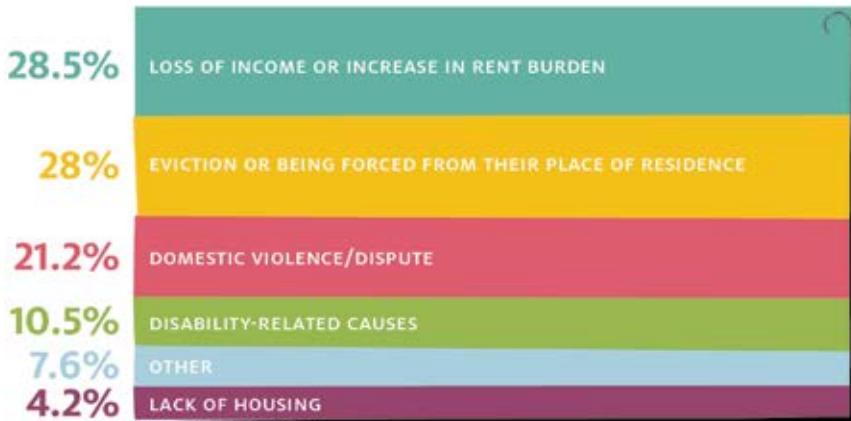 28.5% LOSS OF INCOME OR INCREASE IN RENT BURDEN
28% EVICTION OR BEING FORCED FROM THEIR PLACE OF RESIDENCE
21.2% DOMESTIC VIOLENCE/DISPUTE
10.5% DISABILITY-RELATED CAUSES
7.6% OTHER
4.2% LACK OF HOUSING